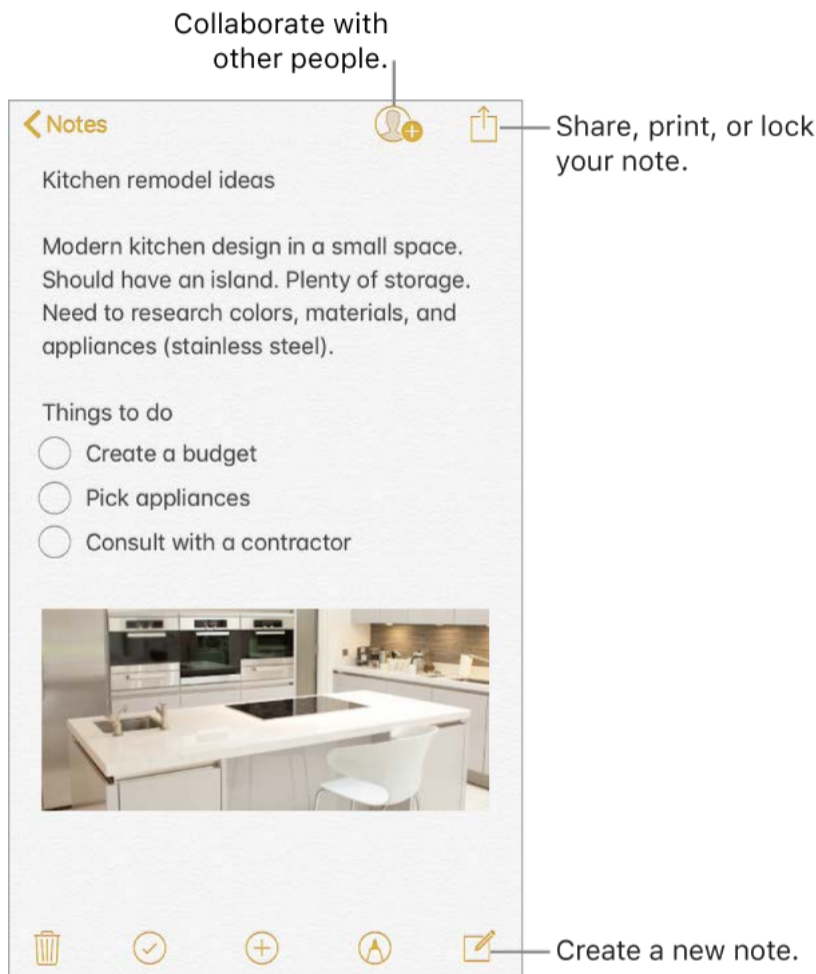 Collaborate with
other people.
Notes
Share, print, or lock
your note.
Kitchen remodel ideas
Modern kitchen design in a small space.
Should have an island. Plenty of storage.
Need to research colors, materials, and
appliances (stainless steel).
Things to do
Create a budget
Pick appliances
Consult with a contractor
Create a new note.